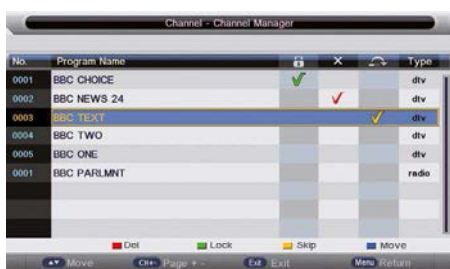 Channel - Channel Manager
No. Program Name × Type
0001 BBC CHOICE dtv
0002 BBC NEWS 24 dtv
0003 BBC TEXT dtv
0004 BBC TWO dtv
0005 BBC ONE dtv
0001 BBC PARLMNT radio
Del Lock Skip Move
▲▼ Move CH+- Page + - Exit Exit Menu Return